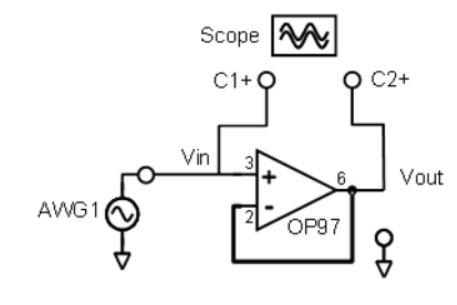 Scope
C1+ C2+
Vin 3 6 Vout
+
AWG1 -
2 OP97